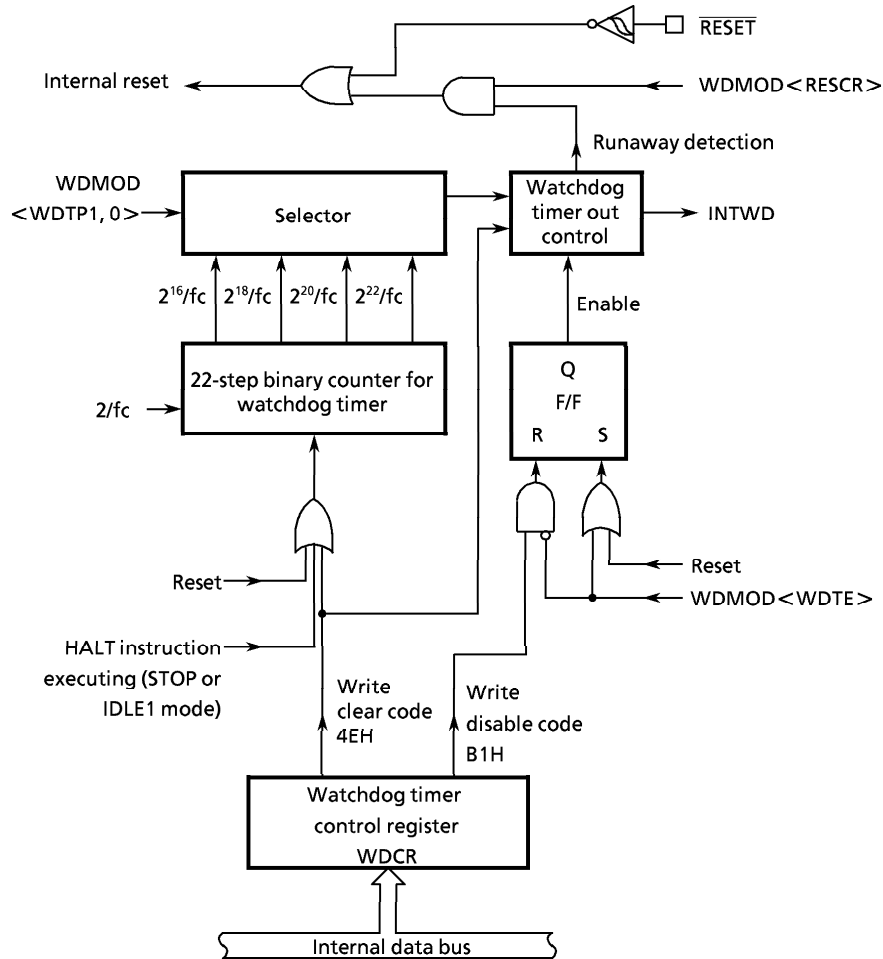 RESET
Internal reset
WDMOD<RESCR>
Runaway detection
WDMOD
<WDTP1, 0>
Selector
Watchdog
timer out
control
INTWD
2¹⁶/fc 2¹⁸/fc 2²⁰/fc 2²²/fc
Enable
2/fc
22-step binary counter for
watchdog timer
Q
F/F
R S
Reset
Reset
WDMOD<WDTE>
HALT instruction
executing (STOP or
IDLE1 mode)
Write
clear code
4EH
Write
disable code
B1H
Watchdog timer
control register
WDCR
Internal data bus